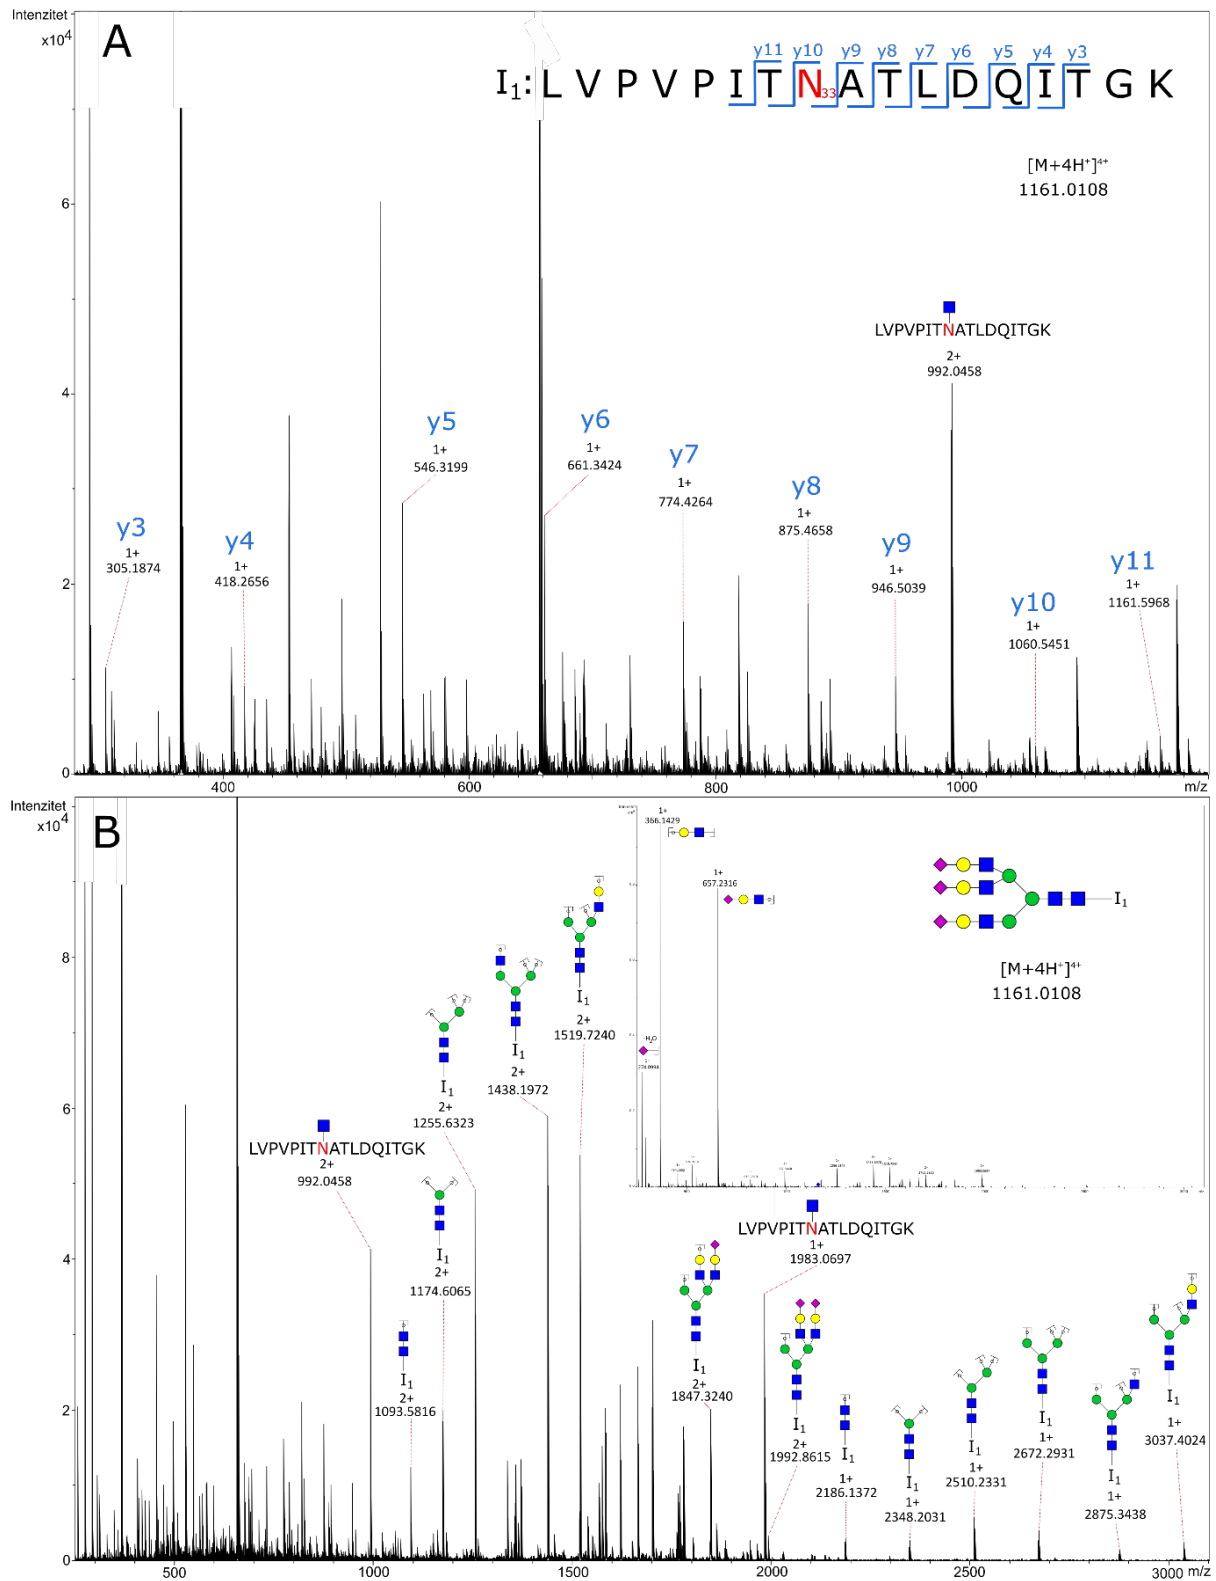 Intenzitet
x10⁴
A
y11 y10 y9 y8 y7 y6 y5 y4 y3
I₁: L V P V P I T N₃₃ A T L D Q I T G K
[M+4H⁺]⁴⁺
1161.0108
6
LVPVPITNATLDQITGK
2+
992.0458
4
y5
1+
546.3199
y6
1+
661.3424
y7
1+
774.4264
y8
1+
875.4658
y3
1+
305.1874
y4
1+
418.2656
y9
1+
946.5039
y11
1+
1161.5968
y10
1+
1060.5451
2
0
400 600 800 1000 m/z
Intenzitet
x10⁴
B
1+
366.1429
1+
657.2316
I₁
[M+4H⁺]⁴⁺
1161.0108
-H₂O
8
I₁
2+
1519.7240
I₁
2+
1438.1972
I₁
2+
1255.6323
6
LVPVPITNATLDQITGK
2+
992.0458
I₁
2+
1174.6065
LVPVPITNATLDQITGK
1+
1983.0697
4
I₁
2+
1093.5816
I₁
2+
1847.3240
I₁
2+
1992.8615
I₁
1+
2186.1372
I₁
1+
2348.2031
I₁
1+
2510.2331
I₁
1+
2672.2931
I₁
1+
2875.3438
I₁
1+
3037.4024
2
0
500 1000 1500 2000 2500 3000 m/z